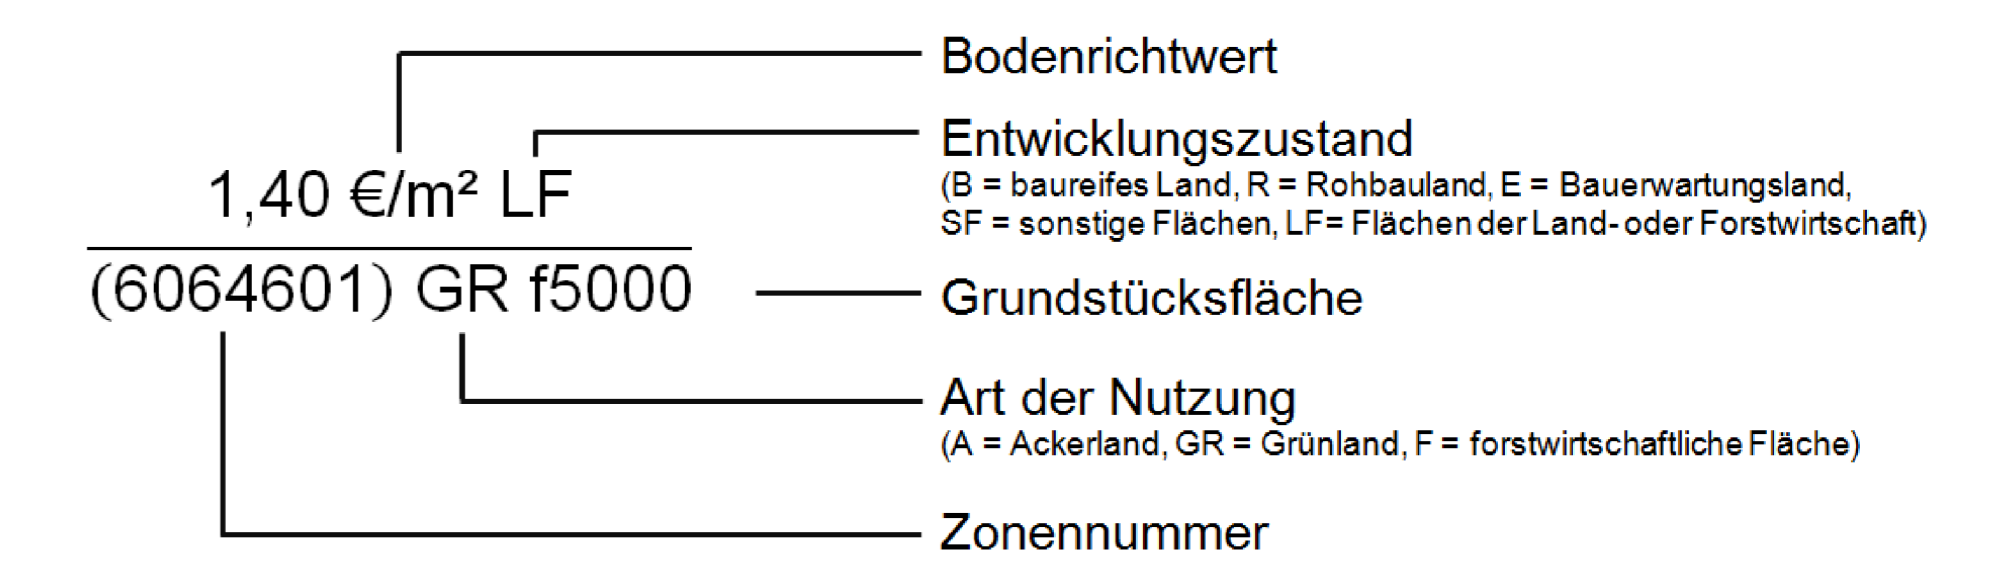 Bodenrichtwert
Entwicklungszustand
(B = baureifes Land, R = Rohbauland, E = Bauerwartungsland,
SF = sonstige Flächen, LF= Flächen der Land- oder Forstwirtschaft)
1,40 €/m² LF
(6064601) GR f5000
Grundstücksfläche
Art der Nutzung
(A = Ackerland, GR = Grünland, F = forstwirtschaftliche Fläche)
Zonennummer